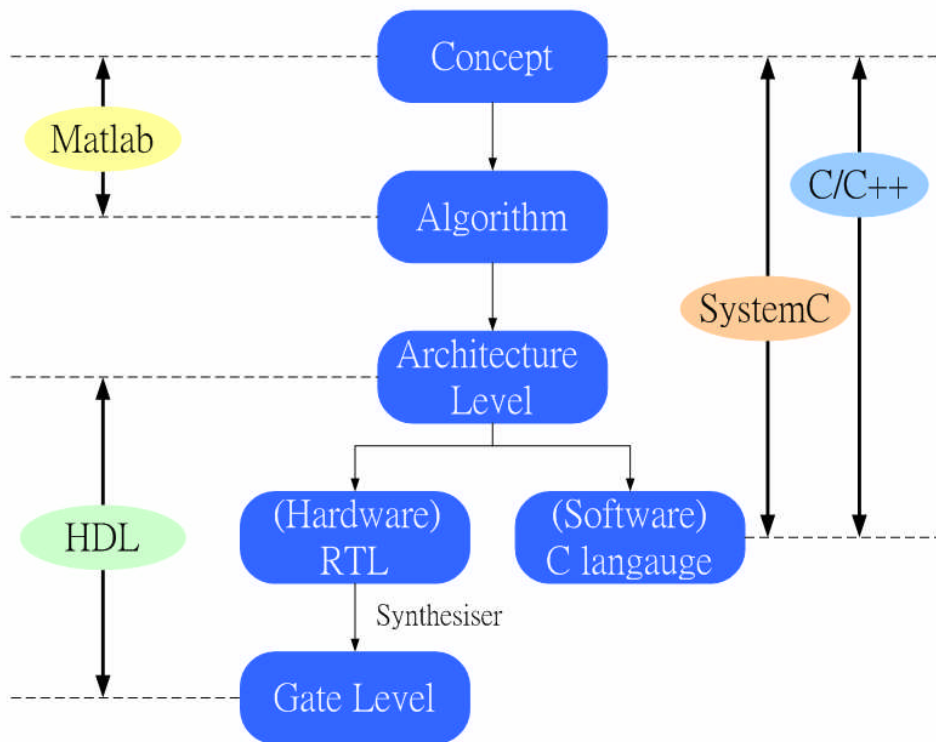 Concept
Matlab
C/C++
Algorithm
SystemC
Architecture
Level
HDL
(Hardware)
RTL
(Software)
C langauge
Synthesiser
Gate Level